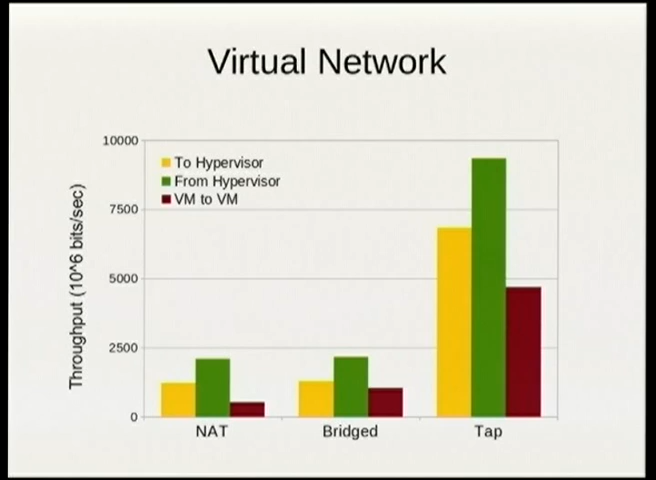 Virtual Network
Throughput (10^6 bits/sec)
10000
7500
5000
2500
0
To Hypervisor
From Hypervisor
VM to VM
NAT
Bridged
Tap